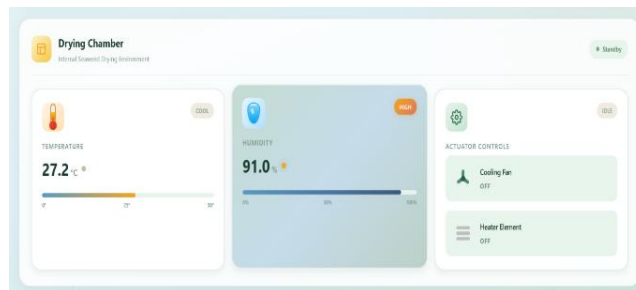 Drying Chamber
Internal Seaweed Drying Environment
Standby
COOL
TEMPERATURE
27.2 °C
0°
25°
50°
HIGH
HUMIDITY
91.0 %
0%
50%
100%
IDLE
ACTUATOR CONTROLS
Cooling Fan
OFF
Heater Element
OFF